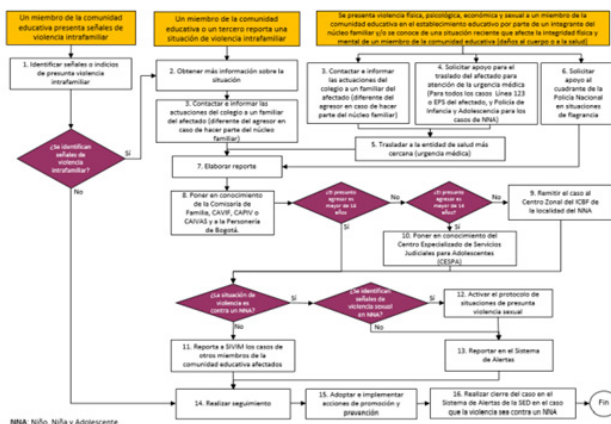 Un miembro de la comunidad
educativa presenta señales de
violencia intrafamiliar
Un miembro de la comunidad
educativa o un tercero reporta una
situación de violencia intrafamiliar
Se presenta violencia física, psicológica, económica y sexual a un miembro de la
comunidad educativa en el establecimiento educativo por parte de un integrante del
núcleo familiar y/o se conoce de una situación reciente que afecte la integridad física y
mental de un miembro de la comunidad educativa (daños al cuerpo o a la salud)
1. Identificar señales o indicios
de presunta violencia
intrafamiliar
2. Obtener más información sobre la
situación
3. Contactar e informar las
actuaciones del colegio a un familiar
del afectado (diferente del agresor
en caso de hacer parte del núcleo
familiar)
3. Contactar e informar
las actuaciones del
colegio a un familiar del
afectado (diferente del
agresor en caso de hacer
parte del núcleo familiar)
4. Solicitar apoyo para el
traslado del afectado para
atención de la urgencia médica
(Para todos los casos Línea 123
o EPS del afectado, y Policía de
Infancia y Adolescencia para los
casos de NNA)
6. Solicitar apoyo al
cuadrante de la
Policía Nacional
en situaciones de
flagrancia
5. Trasladar a la entidad de salud más
cercana (urgencia médica)
¿Se identifican
señales de
violencia
intrafamiliar?
Sí
No
7. Elaborar reporte
8. Poner en conocimiento
de la Comisaría de
Familia, CAVIF, CAPIV o
CAIVAS y a la Personería
de Bogotá.
¿El presunto
agresor es
mayor de 18
años
No
Sí
¿El presunto
agresor es
mayor de 14
años?
No
Sí
9. Remitir el caso al
Centro Zonal del ICBF de
la localidad del NNA
10. Poner en conocimiento del
Centro Especializado de Servicios
Judiciales para Adolescentes
(CESPA)
¿La situación de
violencia es
contra un NNA?
Sí
No
¿Se identifican
señales de
violencia sexual
en NNA?
Sí
No
12. Activar el protocolo de
situaciones de presunta
violencia sexual
11. Reporta a SIVIM los casos de
otros miembros de la
comunidad educativa afectados
13. Reportar en el Sistema
de Alertas
14. Realizar seguimiento
15. Adoptar e implementar
acciones de promoción y
prevención
16. Realizar cierre del caso en el
Sistema de Alertas de la SED en el caso
que la violencia sea contra un NNA
Fin
NNA: Niño, Niña y Adolescente